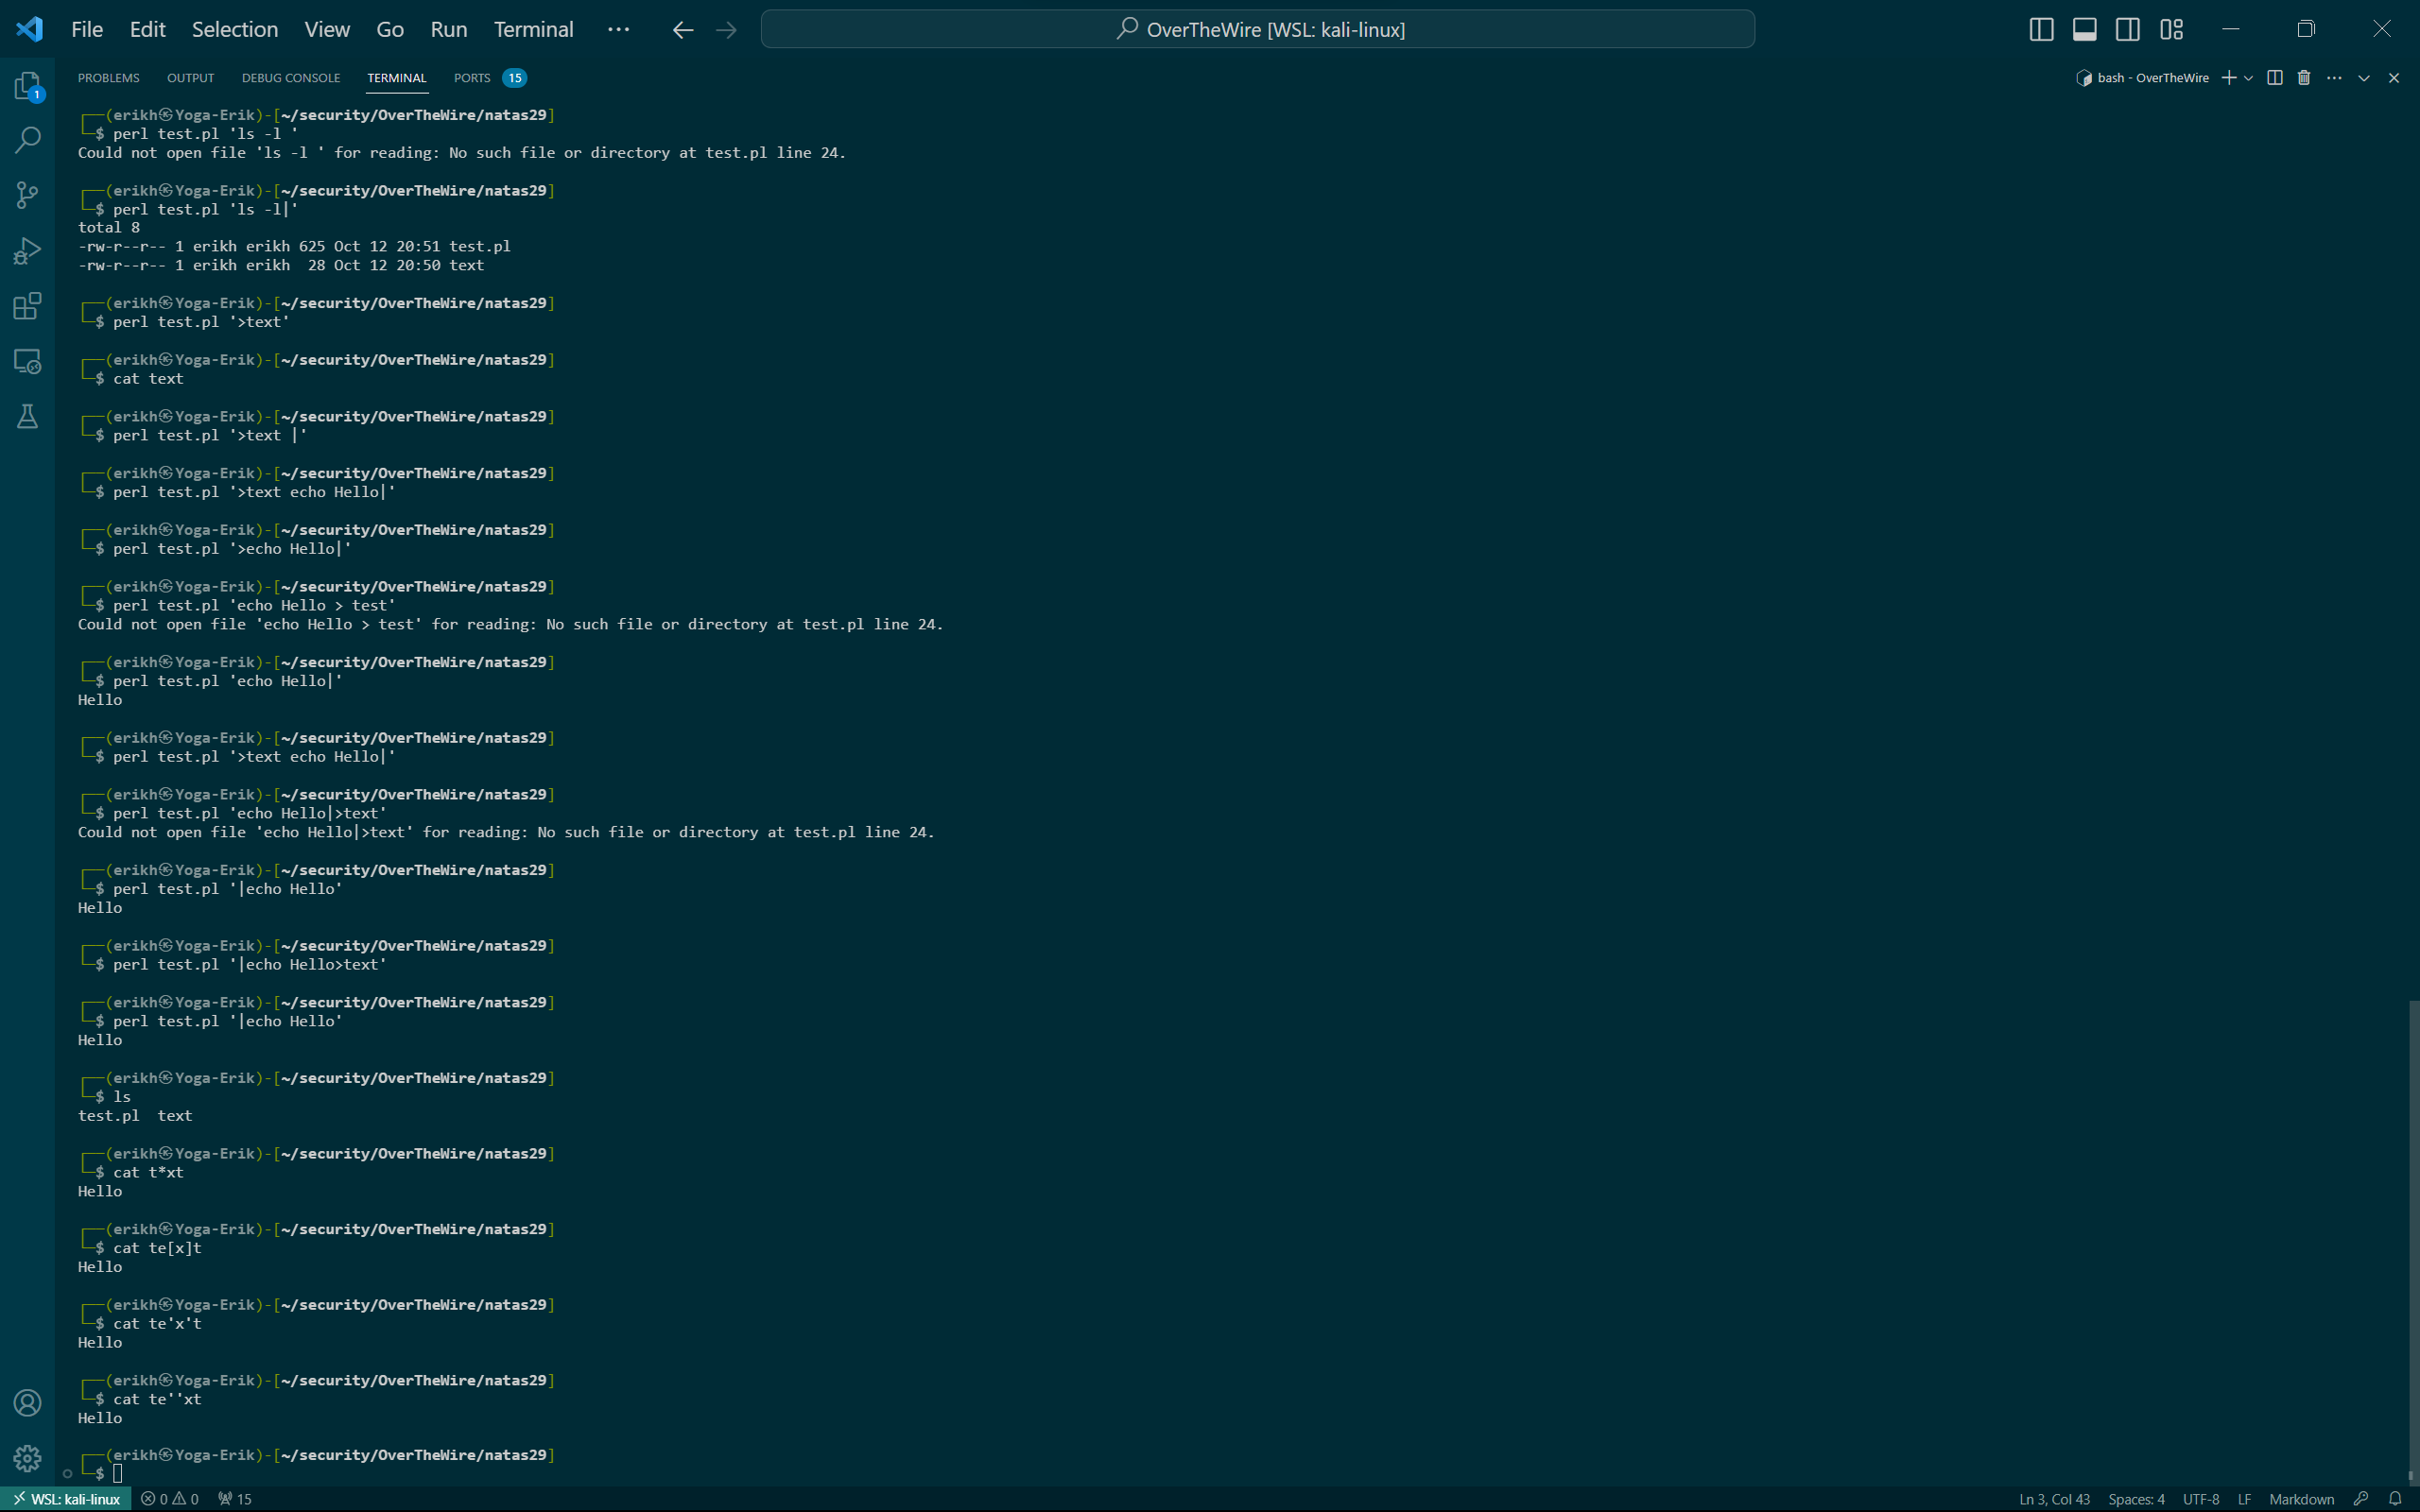 File Edit Selection View Go Run Terminal ··· OverTheWire [WSL: kali-linux]
PROBLEMS OUTPUT DEBUG CONSOLE TERMINAL PORTS 15 bash - OverTheWire
1
┌──(erikh㉿Yoga-Erik)-[~/security/OverTheWire/natas29]
└─$ perl test.pl 'ls -l '
Could not open file 'ls -l ' for reading: No such file or directory at test.pl line 24.
┌──(erikh㉿Yoga-Erik)-[~/security/OverTheWire/natas29]
└─$ perl test.pl 'ls -l|'
total 8
-rw-r--r-- 1 erikh erikh 625 Oct 12 20:51 test.pl
-rw-r--r-- 1 erikh erikh  28 Oct 12 20:50 text
┌──(erikh㉿Yoga-Erik)-[~/security/OverTheWire/natas29]
└─$ perl test.pl '>text'
┌──(erikh㉿Yoga-Erik)-[~/security/OverTheWire/natas29]
└─$ cat text
┌──(erikh㉿Yoga-Erik)-[~/security/OverTheWire/natas29]
└─$ perl test.pl '>text |'
┌──(erikh㉿Yoga-Erik)-[~/security/OverTheWire/natas29]
└─$ perl test.pl '>text echo Hello|'
┌──(erikh㉿Yoga-Erik)-[~/security/OverTheWire/natas29]
└─$ perl test.pl '>echo Hello|'
┌──(erikh㉿Yoga-Erik)-[~/security/OverTheWire/natas29]
└─$ perl test.pl 'echo Hello > test'
Could not open file 'echo Hello > test' for reading: No such file or directory at test.pl line 24.
┌──(erikh㉿Yoga-Erik)-[~/security/OverTheWire/natas29]
└─$ perl test.pl 'echo Hello|'
Hello
┌──(erikh㉿Yoga-Erik)-[~/security/OverTheWire/natas29]
└─$ perl test.pl '>text echo Hello|'
┌──(erikh㉿Yoga-Erik)-[~/security/OverTheWire/natas29]
└─$ perl test.pl 'echo Hello|>text'
Could not open file 'echo Hello|>text' for reading: No such file or directory at test.pl line 24.
┌──(erikh㉿Yoga-Erik)-[~/security/OverTheWire/natas29]
└─$ perl test.pl '|echo Hello'
Hello
┌──(erikh㉿Yoga-Erik)-[~/security/OverTheWire/natas29]
└─$ perl test.pl '|echo Hello>text'
┌──(erikh㉿Yoga-Erik)-[~/security/OverTheWire/natas29]
└─$ perl test.pl '|echo Hello'
Hello
┌──(erikh㉿Yoga-Erik)-[~/security/OverTheWire/natas29]
└─$ ls
test.pl  text
┌──(erikh㉿Yoga-Erik)-[~/security/OverTheWire/natas29]
└─$ cat t*xt
Hello
┌──(erikh㉿Yoga-Erik)-[~/security/OverTheWire/natas29]
└─$ cat te[x]t
Hello
┌──(erikh㉿Yoga-Erik)-[~/security/OverTheWire/natas29]
└─$ cat te'x't
Hello
┌──(erikh㉿Yoga-Erik)-[~/security/OverTheWire/natas29]
└─$ cat te''xt
Hello
┌──(erikh㉿Yoga-Erik)-[~/security/OverTheWire/natas29]
└─$
WSL: kali-linux 0 0 15 Ln 3, Col 43 Spaces: 4 UTF-8 LF Markdown